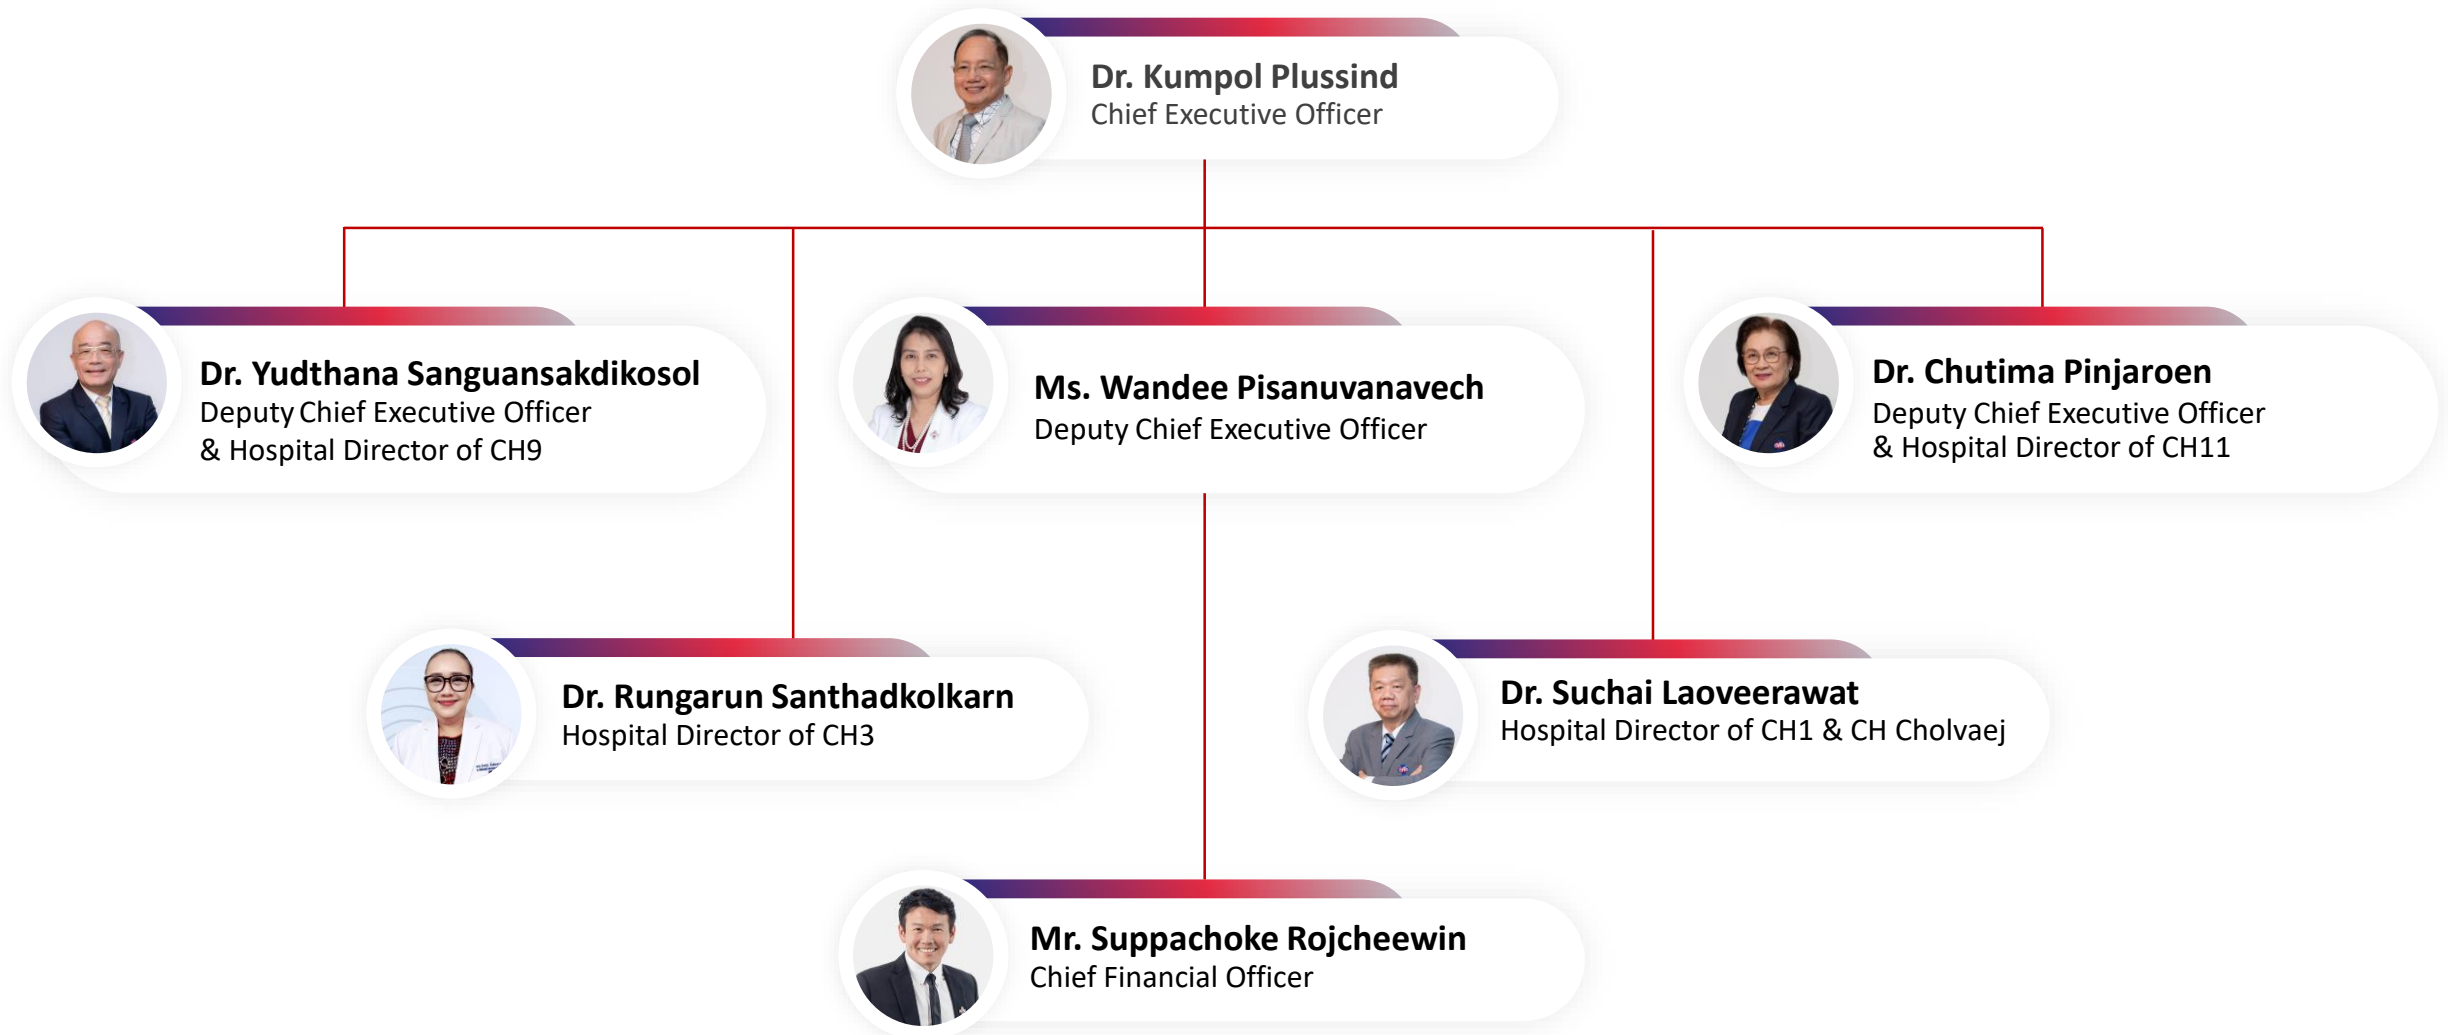 Dr. Kumpol Plussind
Chief Executive Officer
Dr. Yudthana Sanguansakdikosol
Deputy Chief Executive Officer
& Hospital Director of CH9
Ms. Wandee Pisanuvanavech
Deputy Chief Executive Officer
Dr. Chutima Pinjaroen
Deputy Chief Executive Officer
& Hospital Director of CH11
Dr. Rungarun Santhadkolkarn
Hospital Director of CH3
Dr. Suchai Laoveerawat
Hospital Director of CH1 & CH Cholvaej
Mr. Suppachoke Rojcheewin
Chief Financial Officer